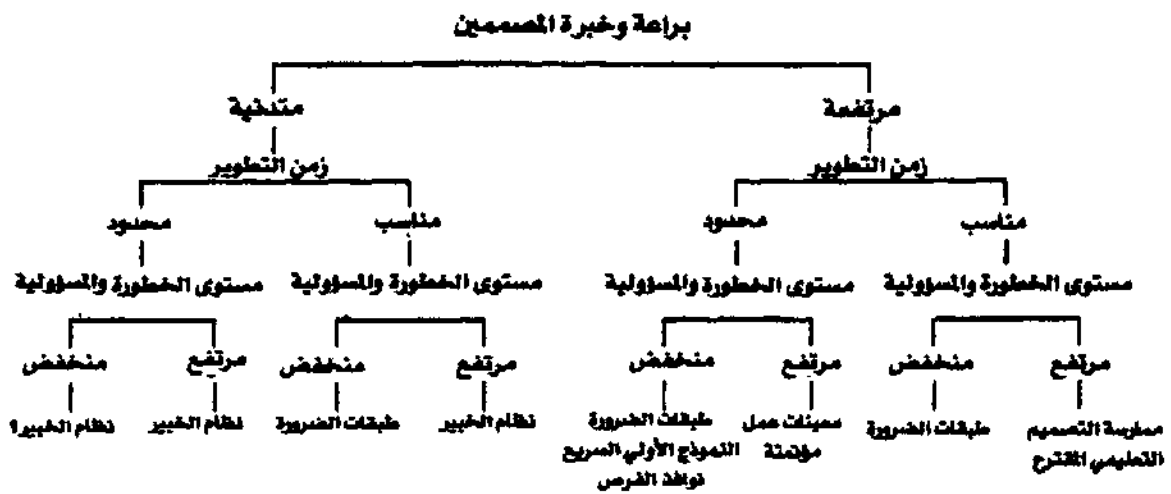 براعة وخبرة المصممين
مرتفعة متدنية
زمن التطوير زمن التطوير
مناسب محدود مناسب محدود
مستوى الخطورة والمسؤولية مستوى الخطورة والمسؤولية مستوى الخطورة والمسؤولية مستوى الخطورة والمسؤولية
مرتفع منخفض مرتفع منخفض مرتفع منخفض مرتفع منخفض
ممارسة التصميم طبقات الضرورة معينات عمل طبقات الضرورة نظام الخبير طبقات الضرورة نظام الخبير نظام الخبير؟
التعليمي المقترح مؤتمتة النموذج الأولي السريع
نوافذ الفرص